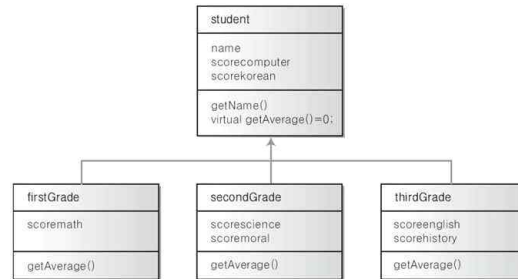 student
name
scorecomputer
scorekorean
getName()
virtual getAverage()=0;
firstGrade
scoremath
getAverage()
secondGrade
scorescience
scoremoral
getAverage()
thirdGrade
scoreenglish
scorehistory
getAverage()